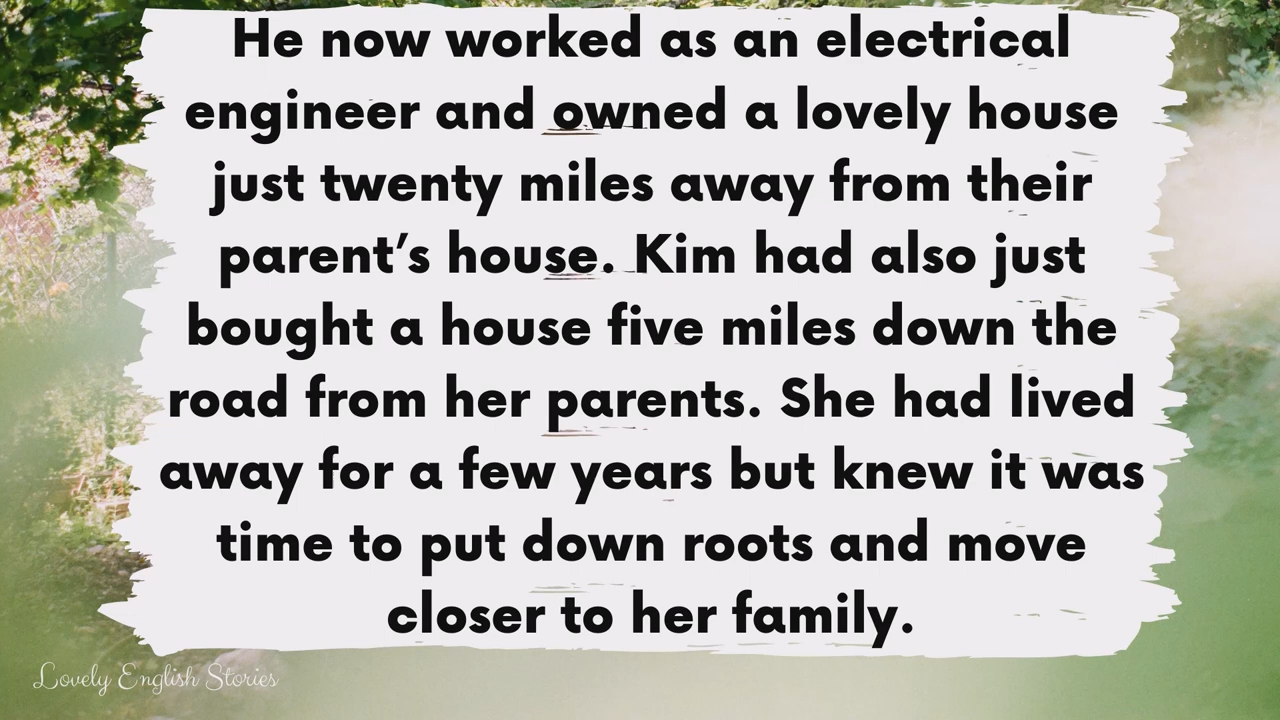 He now worked as an electrical
engineer and owned a lovely house
just twenty miles away from their
parent’s house. Kim had also just
bought a house five miles down the
road from her parents. She had lived
away for a few years but knew it was
time to put down roots and move
closer to her family.
Lovely English Stories